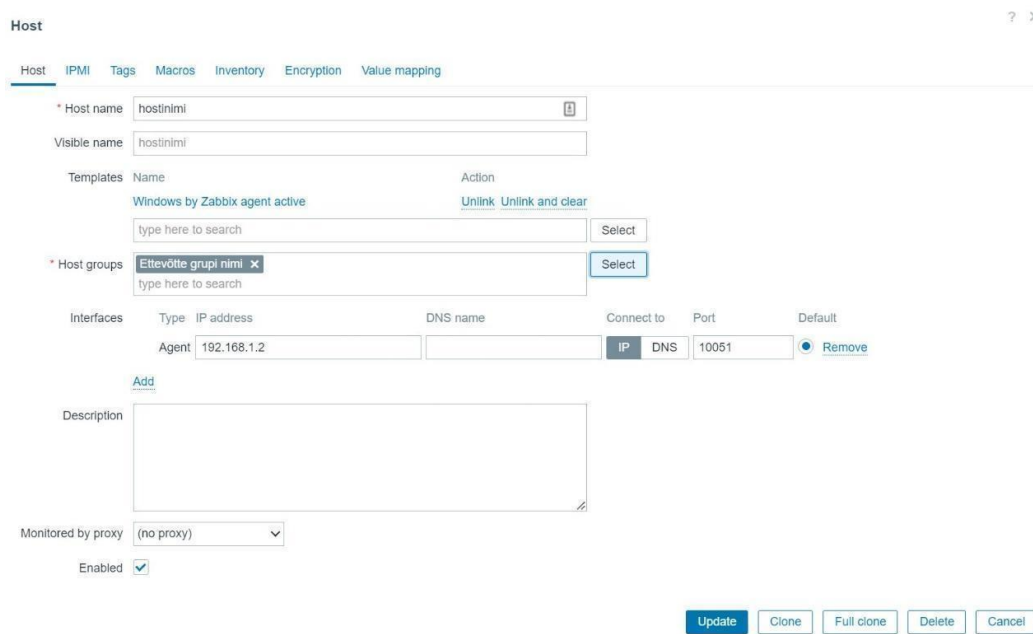 Host
?
Host IPMI Tags Macros Inventory Encryption Value mapping
* Host name hostinimi
Visible name hostinimi
Templates Name Action
Windows by Zabbix agent active Unlink Unlink and clear
type here to search Select
* Host groups Ettevõtte grupi nimi × Select
type here to search
Interfaces Type IP address DNS name Connect to Port Default
Agent 192.168.1.2 IP DNS 10051 Remove
Add
Description
Monitored by proxy (no proxy)
Enabled
Update Clone Full clone Delete Cancel